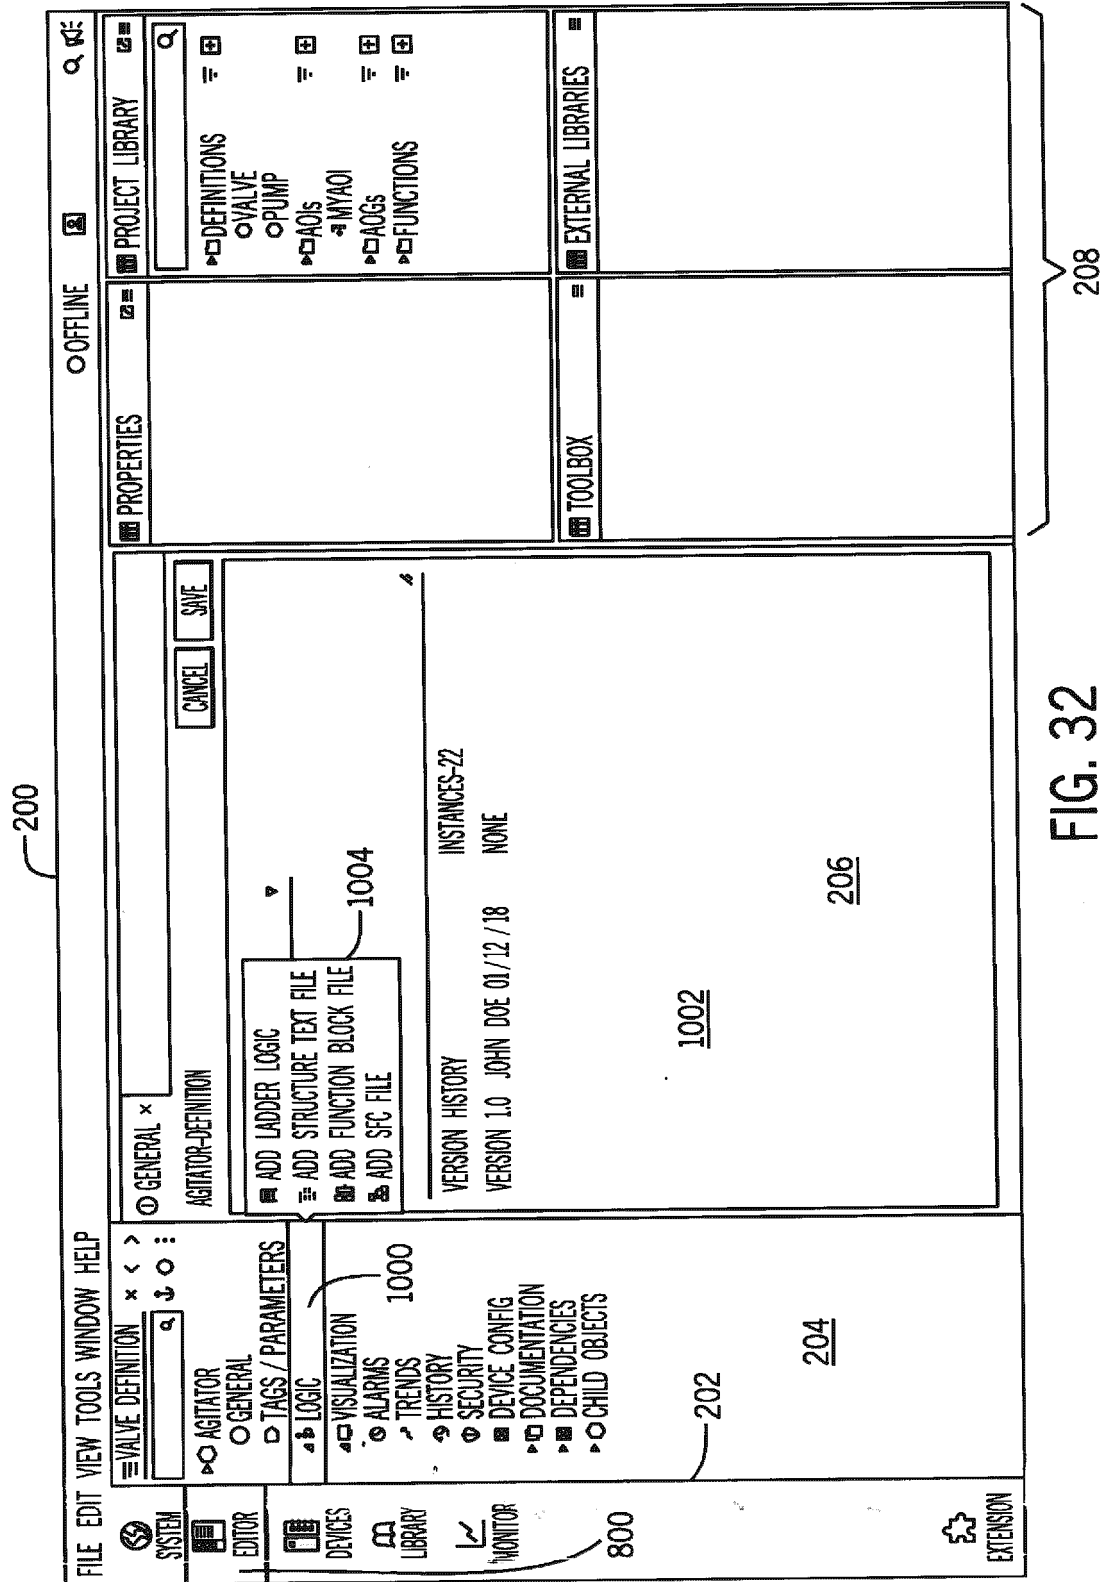 200
FILE EDIT VIEW TOOLS WINDOW HELP
OFFLINE
SYSTEM
EDITOR
DEVICES
LIBRARY
MONITOR
EXTENSION
800
VALVE DEFINITION
AGITATOR
GENERAL
TAGS / PARAMETERS
LOGIC
VISUALIZATION
ALARMS
TRENDS
HISTORY
SECURITY
DEVICE CONFIG
DOCUMENTATION
DEPENDENCIES
CHILD OBJECTS
1000
204
202
GENERAL ×
AGITATOR-DEFINITION
CANCEL
SAVE
ADD LADDER LOGIC
ADD STRUCTURE TEXT FILE
ADD FUNCTION BLOCK FILE
ADD SFC FILE
1004
VERSION HISTORY INSTANCES-22
VERSION 1.0 JOHN DOE 01/12/18 NONE
1002
206
PROPERTIES
PROJECT LIBRARY
DEFINITIONS
VALVE
PUMP
AOIs
MYAOI
AOGs
FUNCTIONS
TOOLBOX
EXTERNAL LIBRARIES
208
FIG. 32